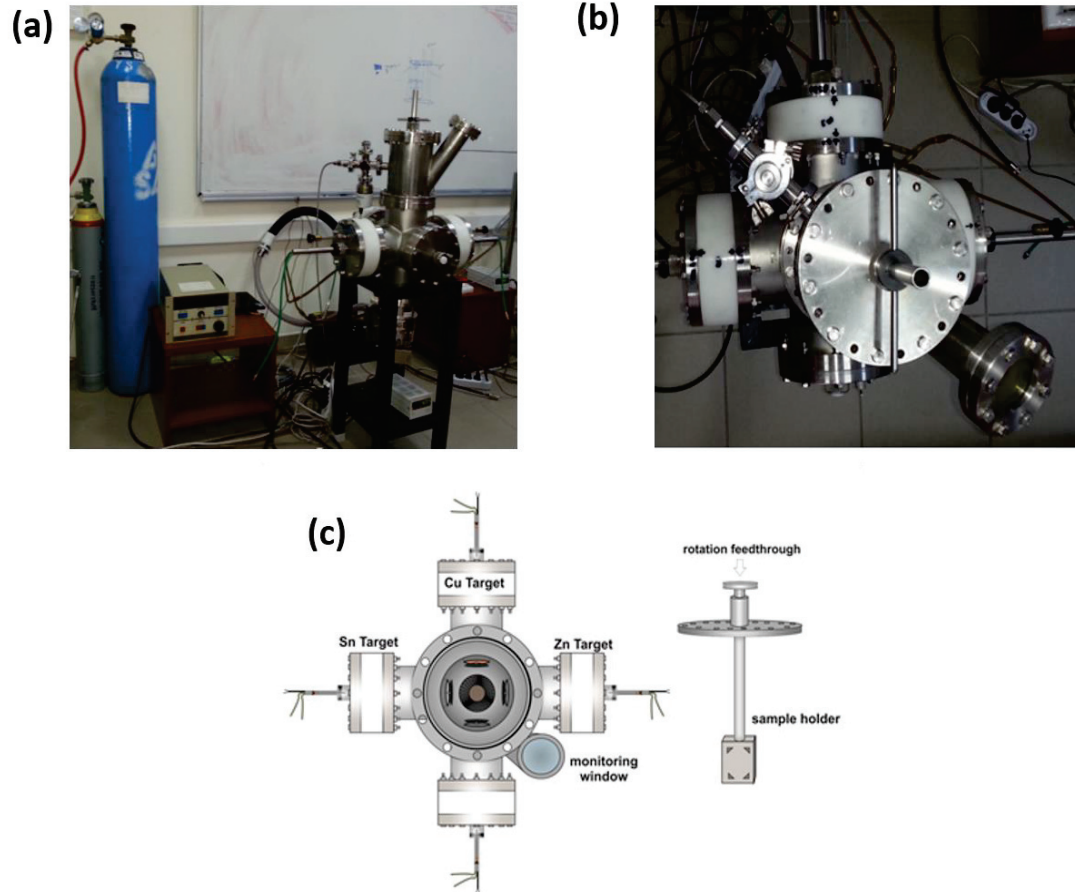 (a)
(b)
(c)
Cu Target
Sn Target
Zn Target
monitoring
window
rotation feedthrough
sample holder